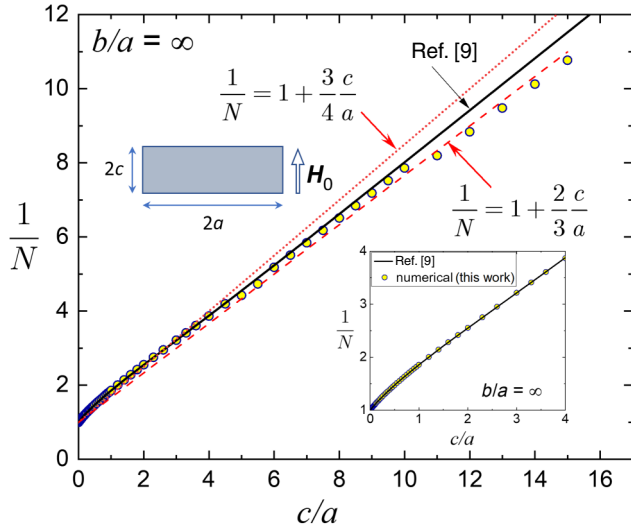 12
10
8
6
4
2
0
1/N
b/a = ∞
Ref. [9]
1/N = 1 + 3/4 c/a
2c
H₀
2a
1/N = 1 + 2/3 c/a
4
3
2
1
1/N
Ref. [9]
numerical (this work)
b/a = ∞
0 1 2 3 4
c/a
0 2 4 6 8 10 12 14 16
c/a